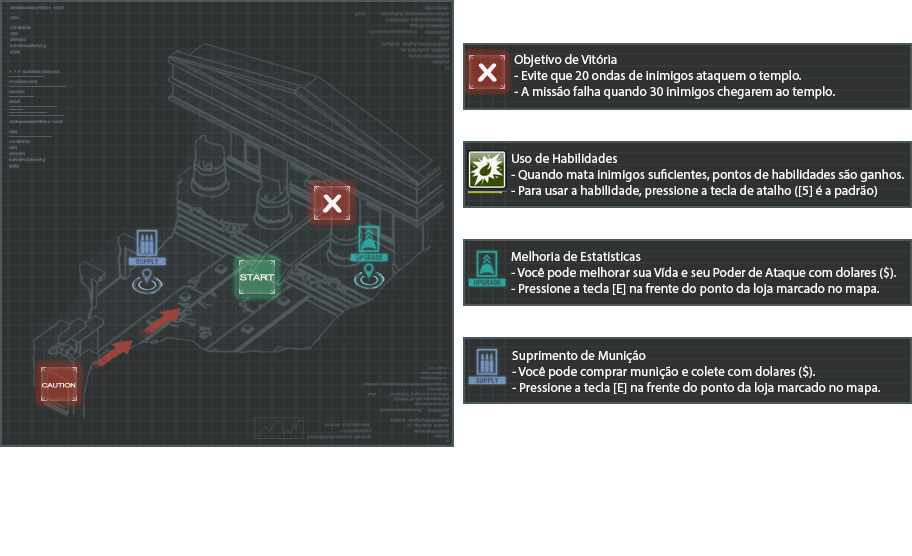 SUPPLY
UPGRADE
START
CAUTION
Objetivo de Vitória
- Evite que 20 ondas de inimigos ataquem o templo.
- A missão falha quando 30 inimigos chegarem ao templo.
Uso de Habilidades
- Quando mata inimigos suficientes, pontos de habilidades são ganhos.
- Para usar a habilidade, pressione a tecla de atalho ([5] é a padrão)
UPGRADE
Melhoria de Estatisticas
- Você pode melhorar sua Vida e seu Poder de Ataque com dolares ($).
- Pressione a tecla [E] na frente do ponto da loja marcado no mapa.
SUPPLY
Suprimento de Munição
- Você pode comprar munição e colete com dolares ($).
- Pressione a tecla [E] na frente do ponto da loja marcado no mapa.